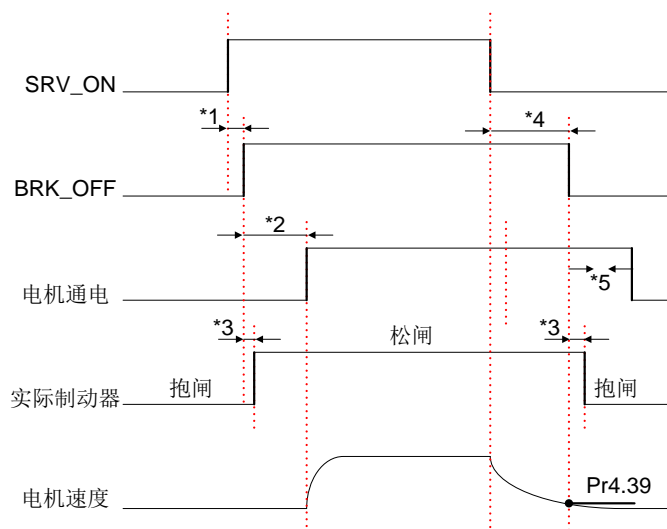 SRV_ON
*1
*4
BRK_OFF
*2
电机通电
*5
*3
松闸
*3
实际制动器
抱闸
抱闸
电机速度
Pr4.39